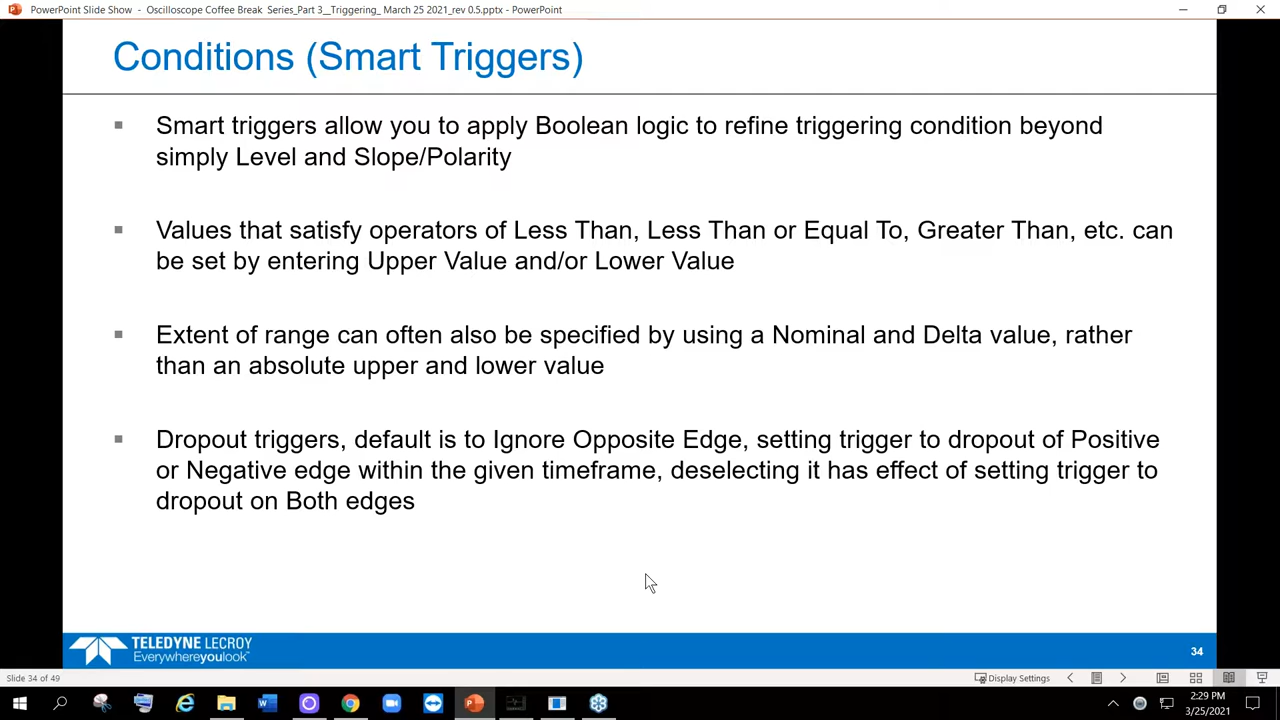 PowerPoint Slide Show - Oscilloscope Coffee Break Series_Part 3__Triggering_ March 25 2021_rev 0.5.pptx - PowerPoint
Conditions (Smart Triggers)
Smart triggers allow you to apply Boolean logic to refine triggering condition beyond
simply Level and Slope/Polarity
Values that satisfy operators of Less Than, Less Than or Equal To, Greater Than, etc. can
be set by entering Upper Value and/or Lower Value
Extent of range can often also be specified by using a Nominal and Delta value, rather
than an absolute upper and lower value
Dropout triggers, default is to Ignore Opposite Edge, setting trigger to dropout of Positive
or Negative edge within the given timeframe, deselecting it has effect of setting trigger to
dropout on Both edges
TELEDYNE LECROY
Everywhereyoulook™
34
Slide 34 of 49
Display Settings
2:29 PM
3/25/2021